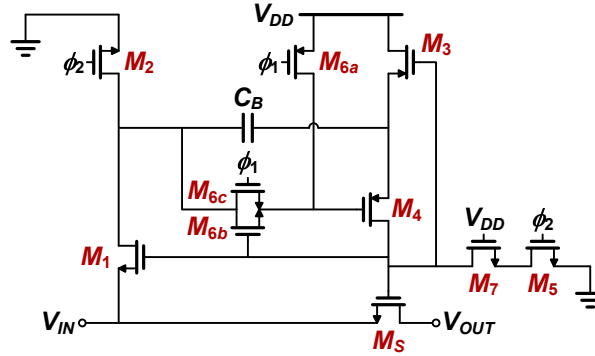 V_DD
ϕ₂ M₂ ϕ₁ M₆ₐ M₃
C_B
ϕ₁
M₆c
M₆b M₄
V_DD ϕ₂
M₁
M₇ M₅
V_IN M_S V_OUT